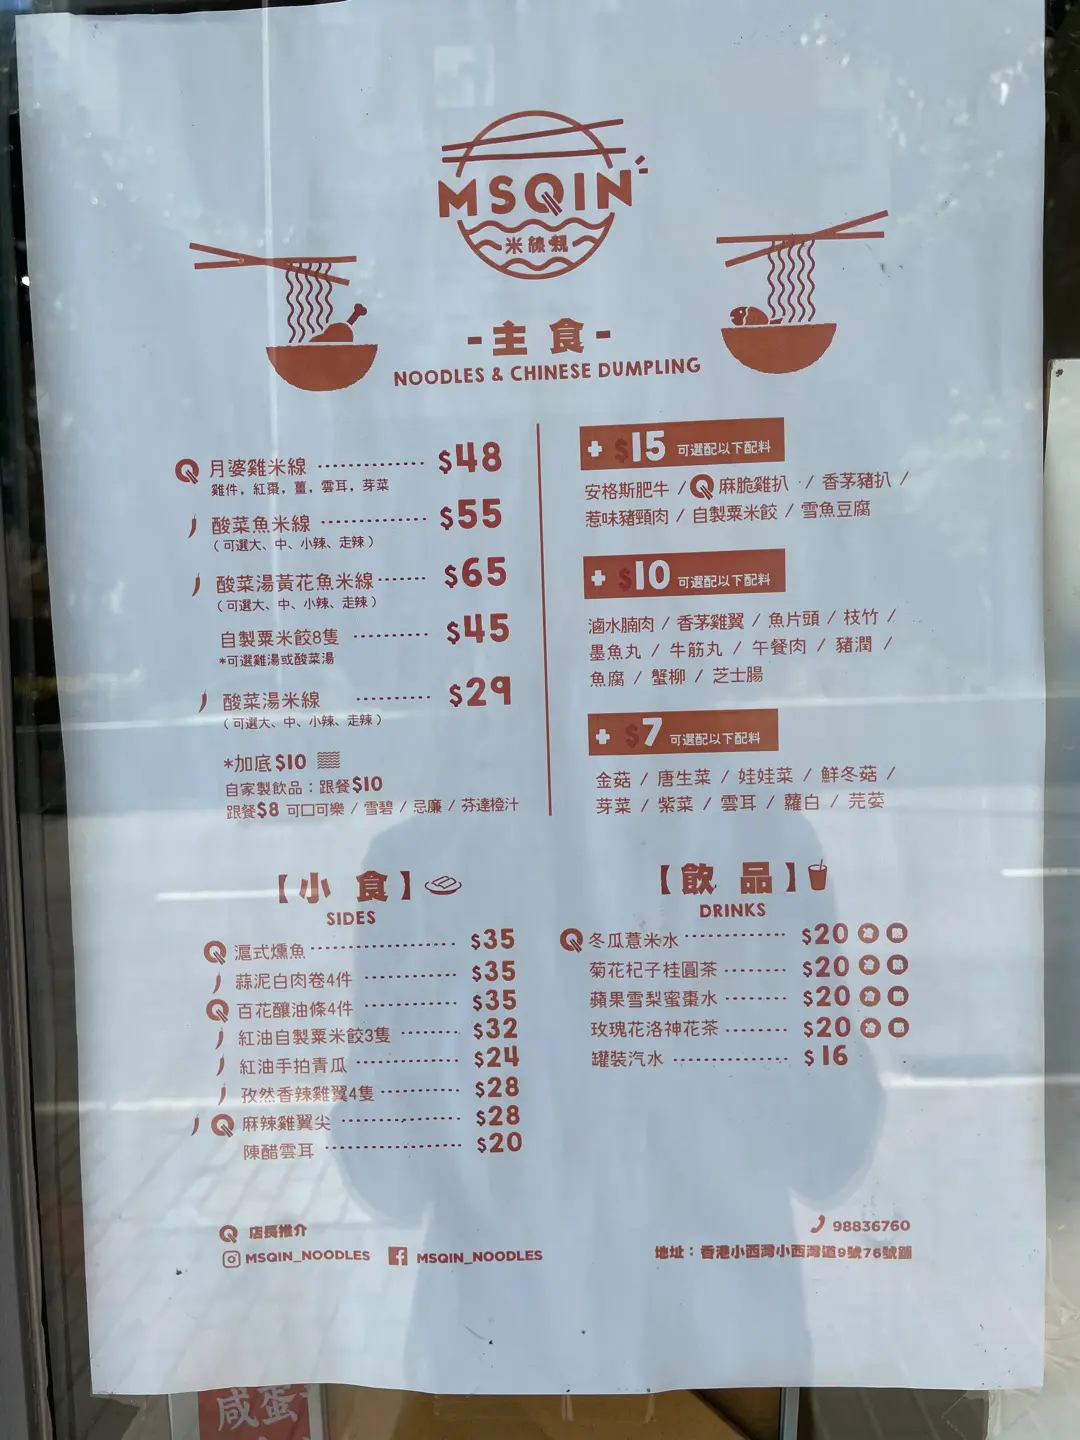 MSQIN
米線親
-主食-
NOODLES & CHINESE DUMPLING
Q 月婆雞米線 $48
雞件，紅棗，薑，雲耳，芽菜
酸菜魚米線 $55
（可選大、中、小辣、走辣）
酸菜湯黃花魚米線 $65
（可選大、中、小辣、走辣）
自製粟米餃8隻 $45
*可選雞湯或酸菜湯
酸菜湯米線 $29
（可選大、中、小辣、走辣）
*加底$10
自家製飲品：跟餐$10
跟餐$8 可口可樂 / 雪碧 / 忌廉 / 芬達橙汁
+ $15 可選配以下配料
安格斯肥牛 / Q 麻脆雞扒 / 香茅豬扒 /
惹味豬頸肉 / 自製粟米餃 / 雪魚豆腐
+ $10 可選配以下配料
滷水腩肉 / 香茅雞翼 / 魚片頭 / 枝竹 /
墨魚丸 / 牛筋丸 / 午餐肉 / 豬潤 /
魚腐 / 蟹柳 / 芝士腸
+ $7 可選配以下配料
金菇 / 唐生菜 / 娃娃菜 / 鮮冬菇 /
芽菜 / 紫菜 / 雲耳 / 蘿白 / 芫荽
【小食】
SIDES
Q 滬式燻魚 $35
蒜泥白肉卷4件 $35
Q 百花釀油條4件 $35
紅油自製粟米餃3隻 $32
紅油手拍青瓜 $24
孜然香辣雞翼4隻 $28
Q 麻辣雞翼尖 $28
陳醋雲耳 $20
【飲品】
DRINKS
Q 冬瓜薏米水 $20 冷 熱
菊花杞子桂圓茶 $20 冷 熱
蘋果雪梨蜜棗水 $20 冷 熱
玫瑰花洛神花茶 $20 冷 熱
罐裝汽水 $16
Q 店長推介
MSQIN_NOODLES MSQIN_NOODLES
98836760
地址：香港小西灣小西灣道9號76號舖
咸蛋